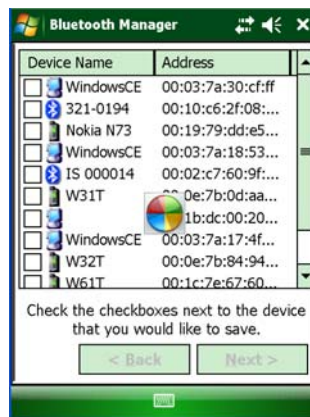 Bluetooth Manager
Device Name Address
WindowsCE 00:03:7a:30:cf:ff
321-0194 00:10:c6:2f:08:...
Nokia N73 00:19:79:dd:e5...
WindowsCE 00:03:7a:18:53...
IS 000014 00:02:c7:60:9f:...
W31T 0e:7b:0d:aa...
1b:dc:00:20...
WindowsCE 00:03:7a:17:4f...
W32T 00:0e:7b:84:94...
W61T 00:1c:7e:67:60...
Check the checkboxes next to the device
that you would like to save.
< Back Next >